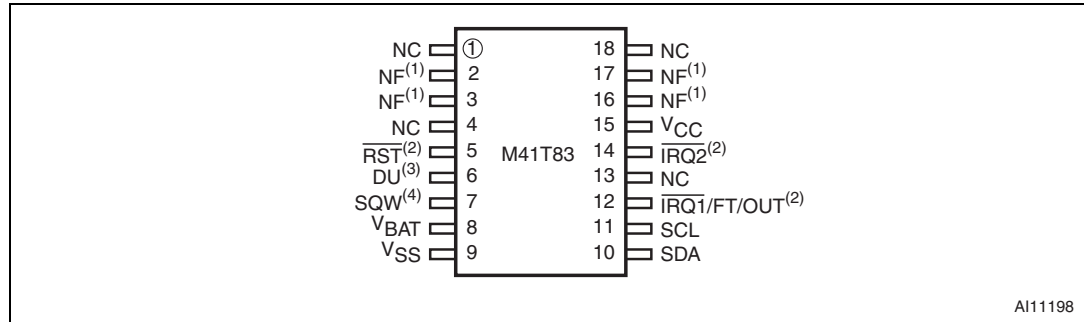 NC ① 18 NC
NF(1) 2 17 NF(1)
NF(1) 3 16 NF(1)
NC 4 15 VCC
RST(2) 5 M41T83 14 IRQ2(2)
DU(3) 6 13 NC
SQW(4) 7 12 IRQ1/FT/OUT(2)
VBAT 8 11 SCL
VSS 9 10 SDA
AI11198